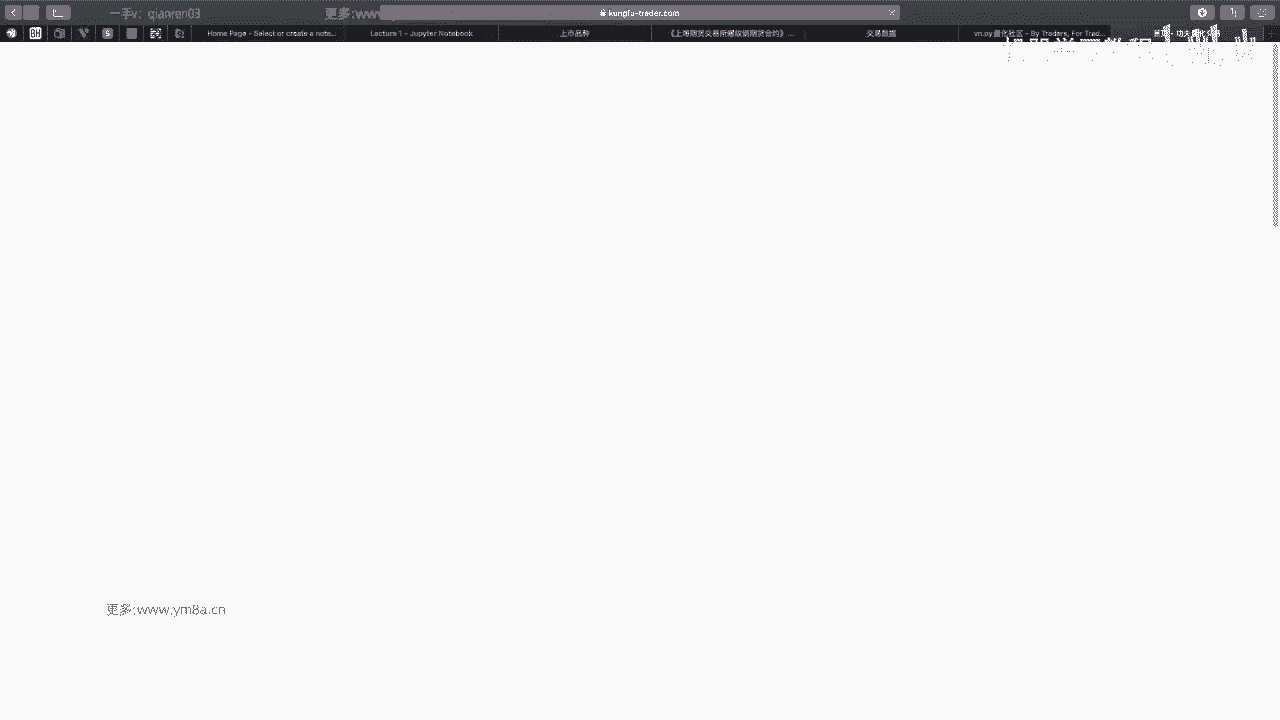 一手v: qianren03
更多:www
kungfu-trader.com
Home Page - Select or create a note...
Lecture 1 - Jupyter Notebook
上市品种
《上海期货交易所螺纹钢期货合约》...
交易数据
vn.py量化社区 - By Traders, For Trad...
更多:www.ym8a.cn